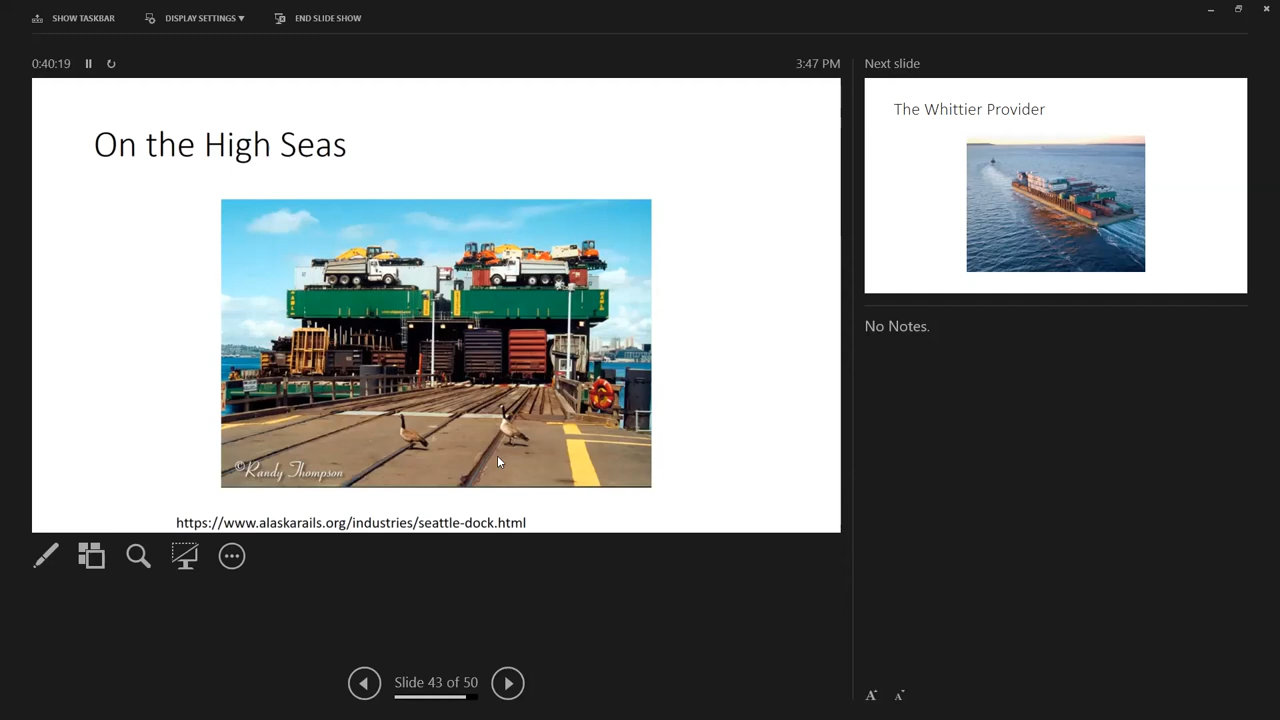 SHOW TASKBAR
DISPLAY SETTINGS ▼
END SLIDE SHOW
0:40:19
3:47 PM
Next slide
On the High Seas
©Randy Thompson
https://www.alaskarails.org/industries/seattle-dock.html
The Whittier Provider
No Notes.
Slide 43 of 50
A
A